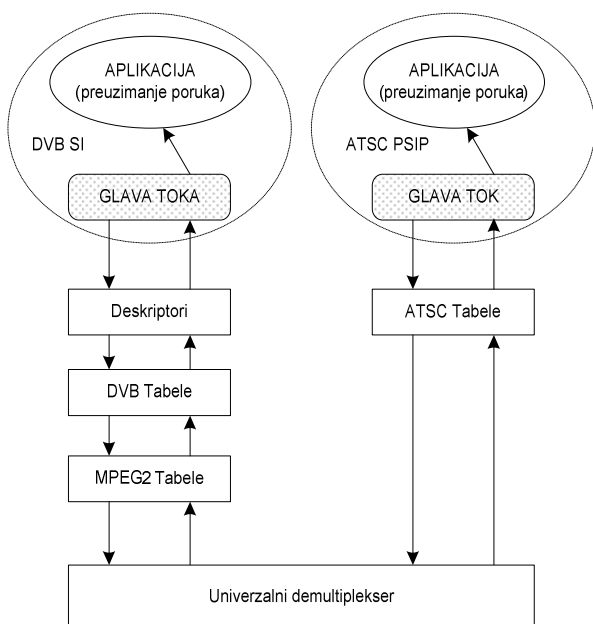 APLIKACIJA
(preuzimanje poruka)
DVB SI
GLAVA TOKA
Deskriptori
DVB Tabele
MPEG2 Tabele
APLIKACIJA
(preuzimanje poruka)
ATSC PSIP
GLAVA TOK
ATSC Tabele
Univerzalni demultiplekser